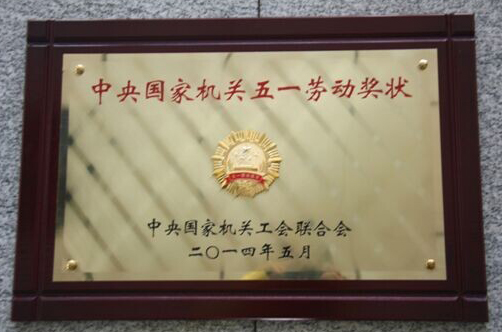 中央国家机关五一劳动奖状
中央国家机关工会联合会
二〇一四年五月